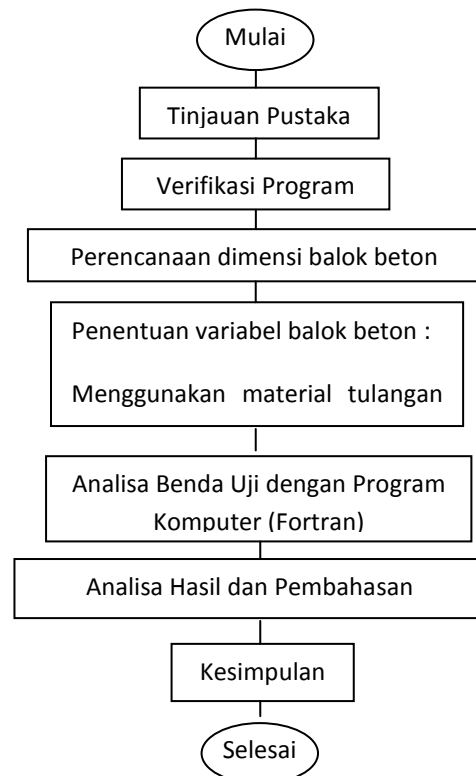 Mulai
Tinjauan Pustaka
Verifikasi Program
Perencanaan dimensi balok beton
Penentuan variabel balok beton :
Menggunakan material tulangan
Analisa Benda Uji dengan Program
Komputer (Fortran)
Analisa Hasil dan Pembahasan
Kesimpulan
Selesai